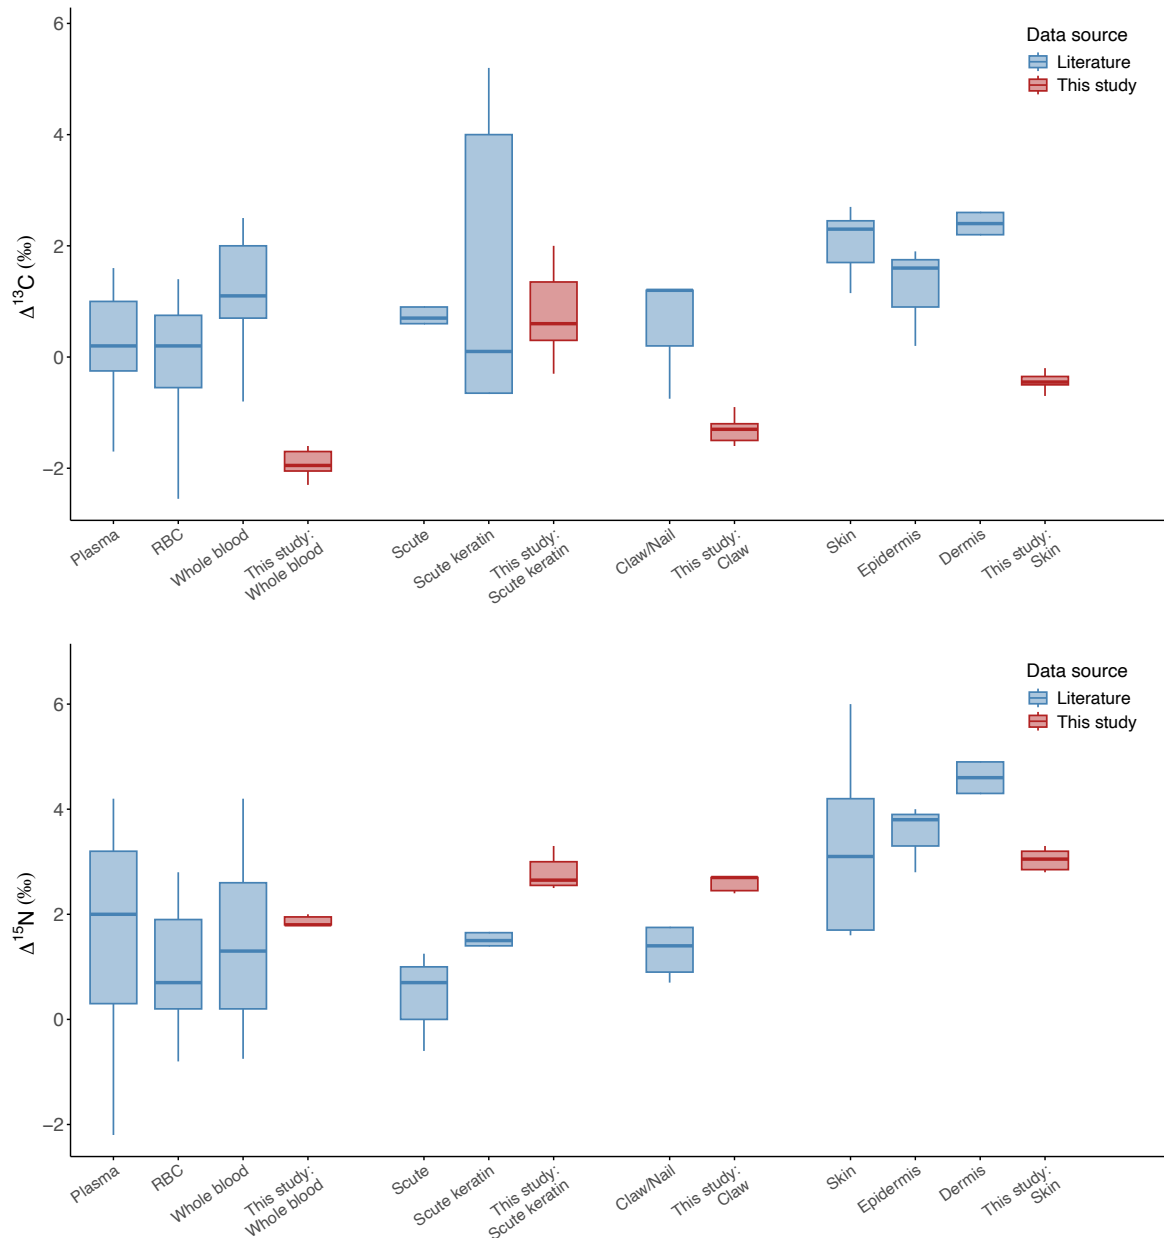 6
4
2
0
−2
Δ13C (‰)
Data source
Literature
This study
Plasma
RBC
Whole blood
This study:
Whole blood
Scute
Scute keratin
This study:
Scute keratin
Claw/Nail
This study:
Claw
Skin
Epidermis
Dermis
This study:
Skin
6
4
2
0
−2
Δ15N (‰)
Data source
Literature
This study
Plasma
RBC
Whole blood
This study:
Whole blood
Scute
Scute keratin
This study:
Scute keratin
Claw/Nail
This study:
Claw
Skin
Epidermis
Dermis
This study:
Skin